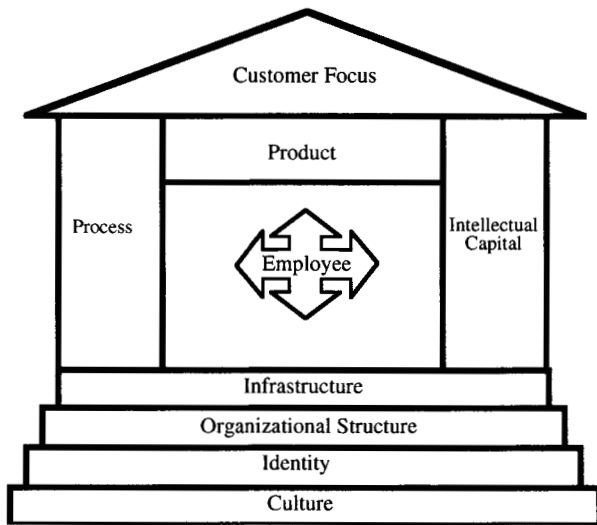 Customer Focus
Product
Process
Intellectual
Capital
Employee
Infrastructure
Organizational Structure
Identity
Culture